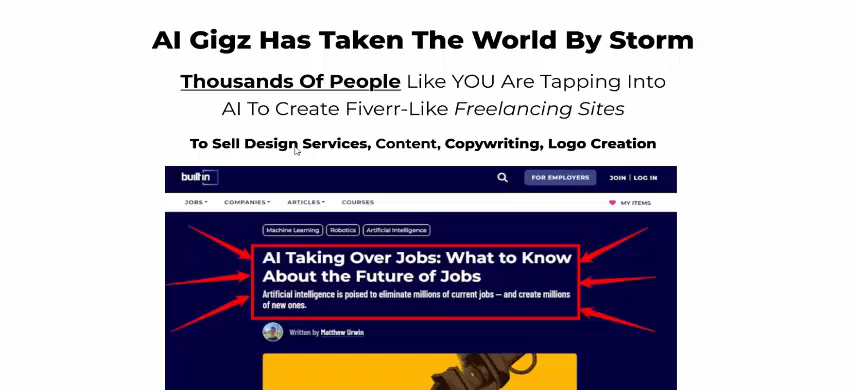 AI Gigz Has Taken The World By Storm
Thousands Of People Like YOU Are Tapping Into
AI To Create Fiverr-Like Freelancing Sites
To Sell Design Services, Content, Copywriting, Logo Creation
builtin
FOR EMPLOYERS
JOIN | LOG IN
JOBS
COMPANIES
ARTICLES
COURSES
MY ITEMS
Machine Learning
Robotics
Artificial Intelligence
AI Taking Over Jobs: What to Know
About the Future of Jobs
Artificial intelligence is poised to eliminate millions of current jobs — and create millions
of new ones.
Written by Matthew Urwin